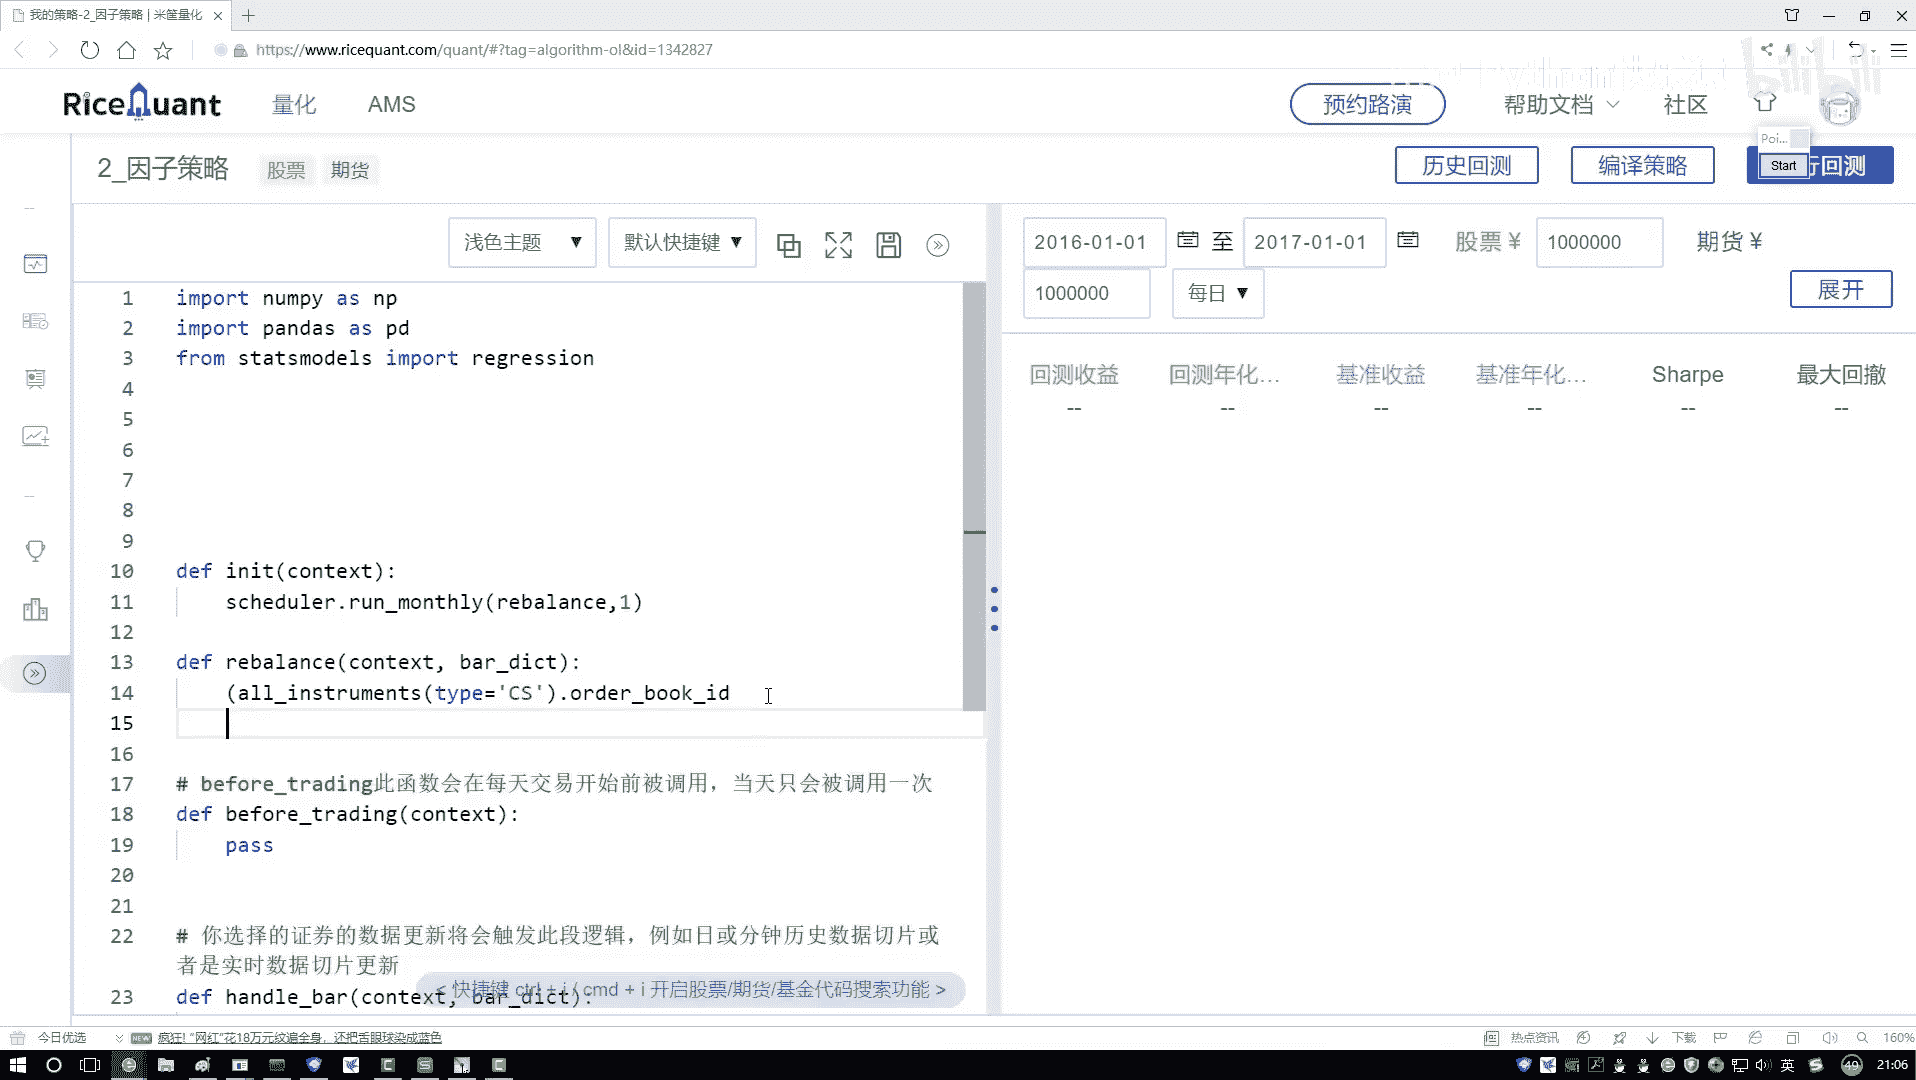 我的策略-2_因子策略 | 米筐量化
https://www.ricequant.com/quant/#?tag=algorithm-ol&id=1342827
RiceQuant
量化
AMS
预约路演
帮助文档
社区
Poi...
Start
2_因子策略
股票
期货
历史回测
编译策略
行回测
浅色主题 ▼
默认快捷键 ▼
2016-01-01
至
2017-01-01
股票 ¥
1000000
期货 ¥
1000000
每日 ▼
展开
回测收益
回测年化...
基准收益
基准年化...
Sharpe
最大回撤
--
--
--
--
--
--
1 import numpy as np
2 import pandas as pd
3 from statsmodels import regression
4
5
6
7
8
9
10 def init(context):
11 scheduler.run_monthly(rebalance,1)
12
13 def rebalance(context, bar_dict):
14 (all_instruments(type='CS').order_book_id
15
16
17 # before_trading此函数会在每天交易开始前被调用，当天只会被调用一次
18 def before_trading(context):
19 pass
20
21
22 # 你选择的证券的数据更新将会触发此段逻辑，例如日或分钟历史数据切片或
者是实时数据切片更新
< 快捷键 ctrl + i / cmd + i 开启股票/期货/基金代码搜索功能 >
23 def handle_bar(context, bar_dict):
今日优选
NEW
疯狂! "网红"花18万元纹遍全身，还把舌眼球染成蓝色
热点资讯
下载
160%
英
49
21:06